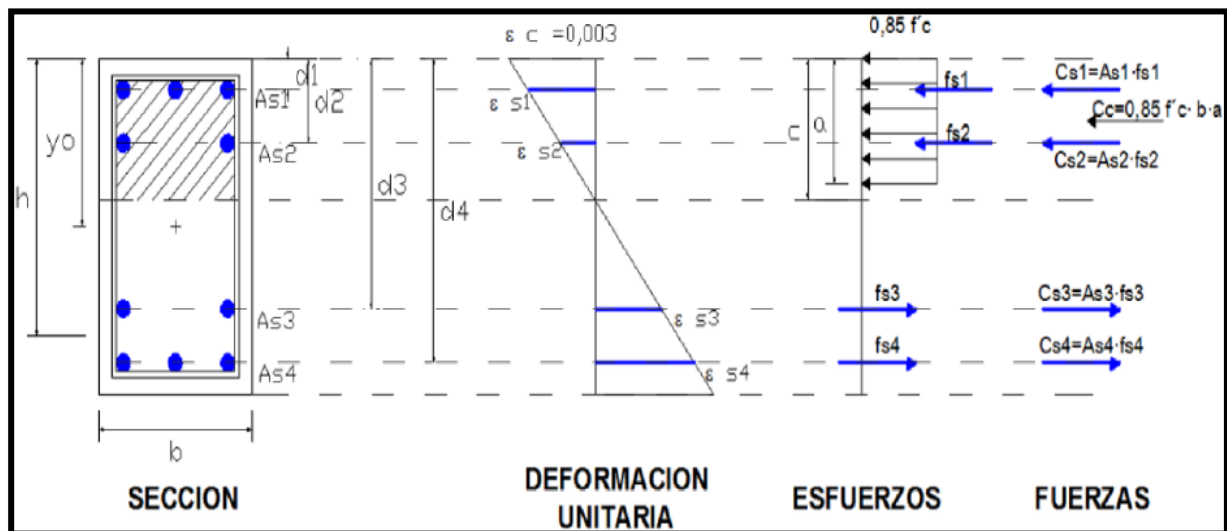 ε c =0,003
0,85 f´c
d1
d2
As1
ε s1
fs1
Cs1=As1·fs1
Cc=0,85 f´c· b·a
yo
As2
ε s2
c
a
fs2
Cs2=As2·fs2
h
d3
d4
As3
ε s3
fs3
Cs3=As3·fs3
As4
ε s4
fs4
Cs4=As4·fs4
b
SECCION
DEFORMACION
UNITARIA
ESFUERZOS
FUERZAS